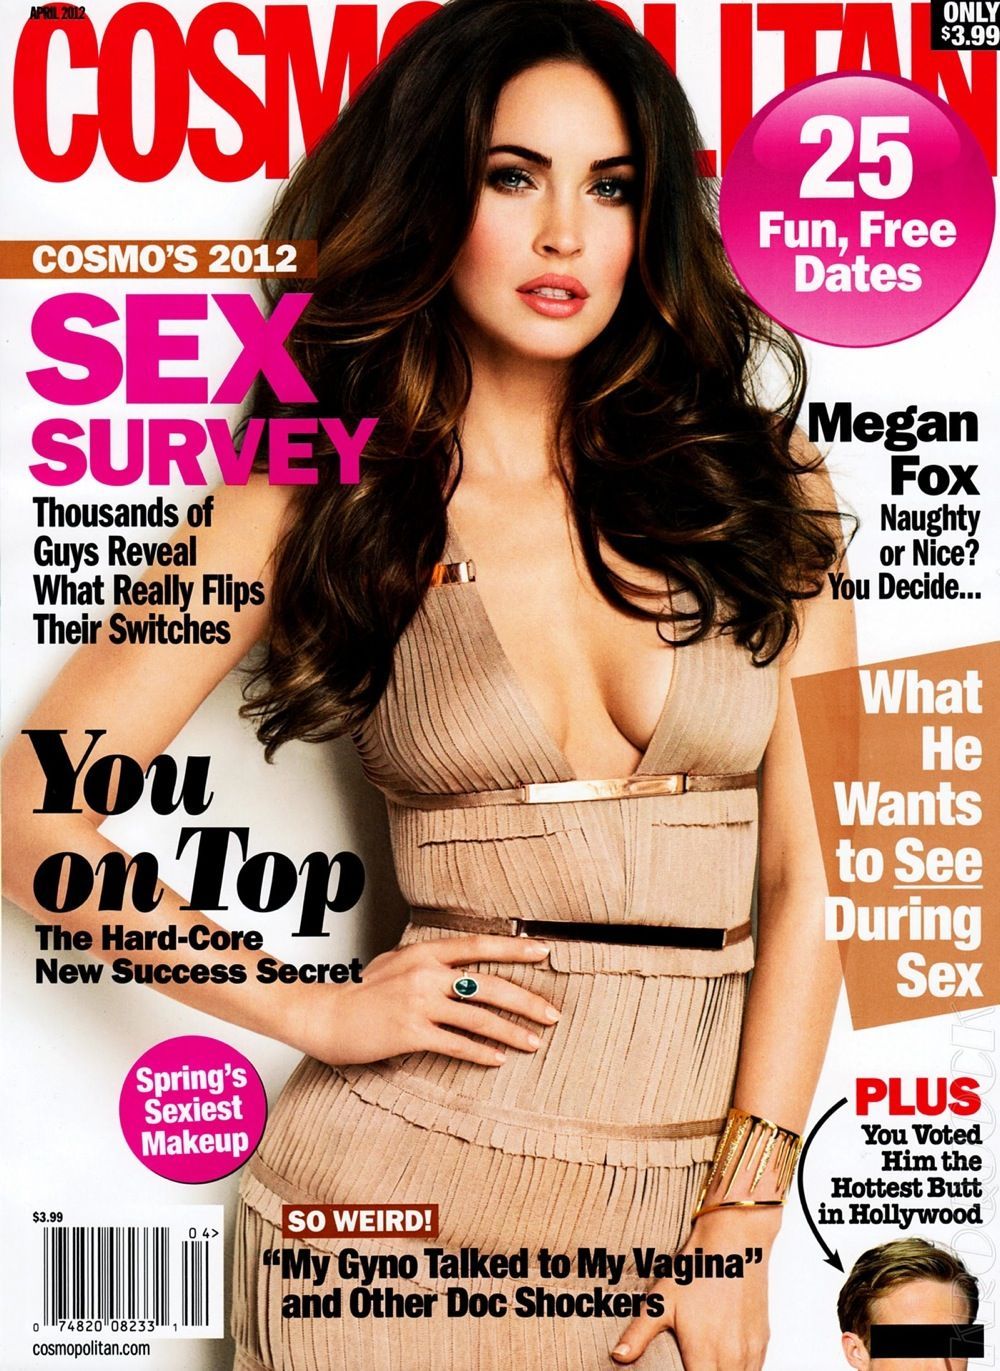 APRIL 2012
COSMOPOLITAN
ONLY
$3.99
25
Fun, Free
Dates
COSMO'S 2012
SEX
SURVEY
Thousands of
Guys Reveal
What Really Flips
Their Switches
Megan
Fox
Naughty
or Nice?
You Decide...
What
He
Wants
to See
During
Sex
You
on Top
The Hard-Core
New Success Secret
Spring's
Sexiest
Makeup
PLUS
You Voted
Him the
Hottest Butt
in Hollywood
SO WEIRD!
"My Gyno Talked to My Vagina"
and Other Doc Shockers
$3.99
04>
0 74820 08233 1
cosmopolitan.com